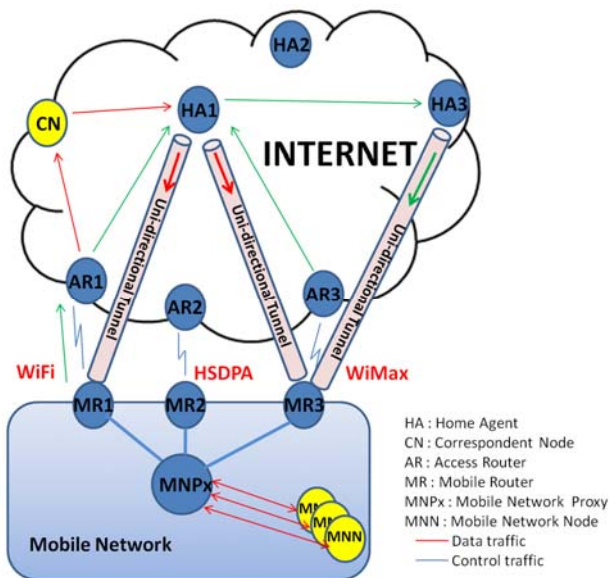 HA2
HA1
HA3
CN
INTERNET
Uni-directional Tunnel
Uni-directional Tunnel
Uni-directional Tunnel
AR1
AR2
AR3
WiFi
HSDPA
WiMax
MR1
MR2
MR3
MNPx
MNN
Mobile Network
HA : Home Agent
CN : Correspondent Node
AR : Access Router
MR : Mobile Router
MNPx : Mobile Network Proxy
MNN : Mobile Network Node
Data traffic
Control traffic